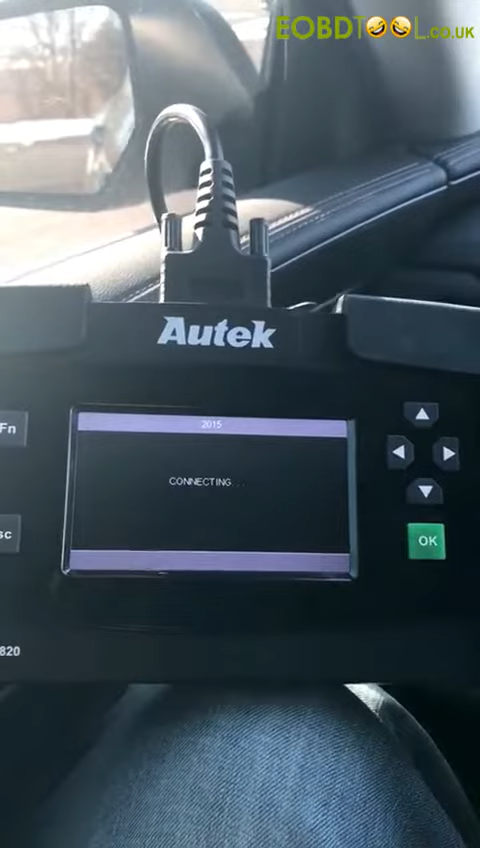 EOBDTOOL.CO.UK
Autek
2015
CONNECTING...
Fn
sc
OK
820